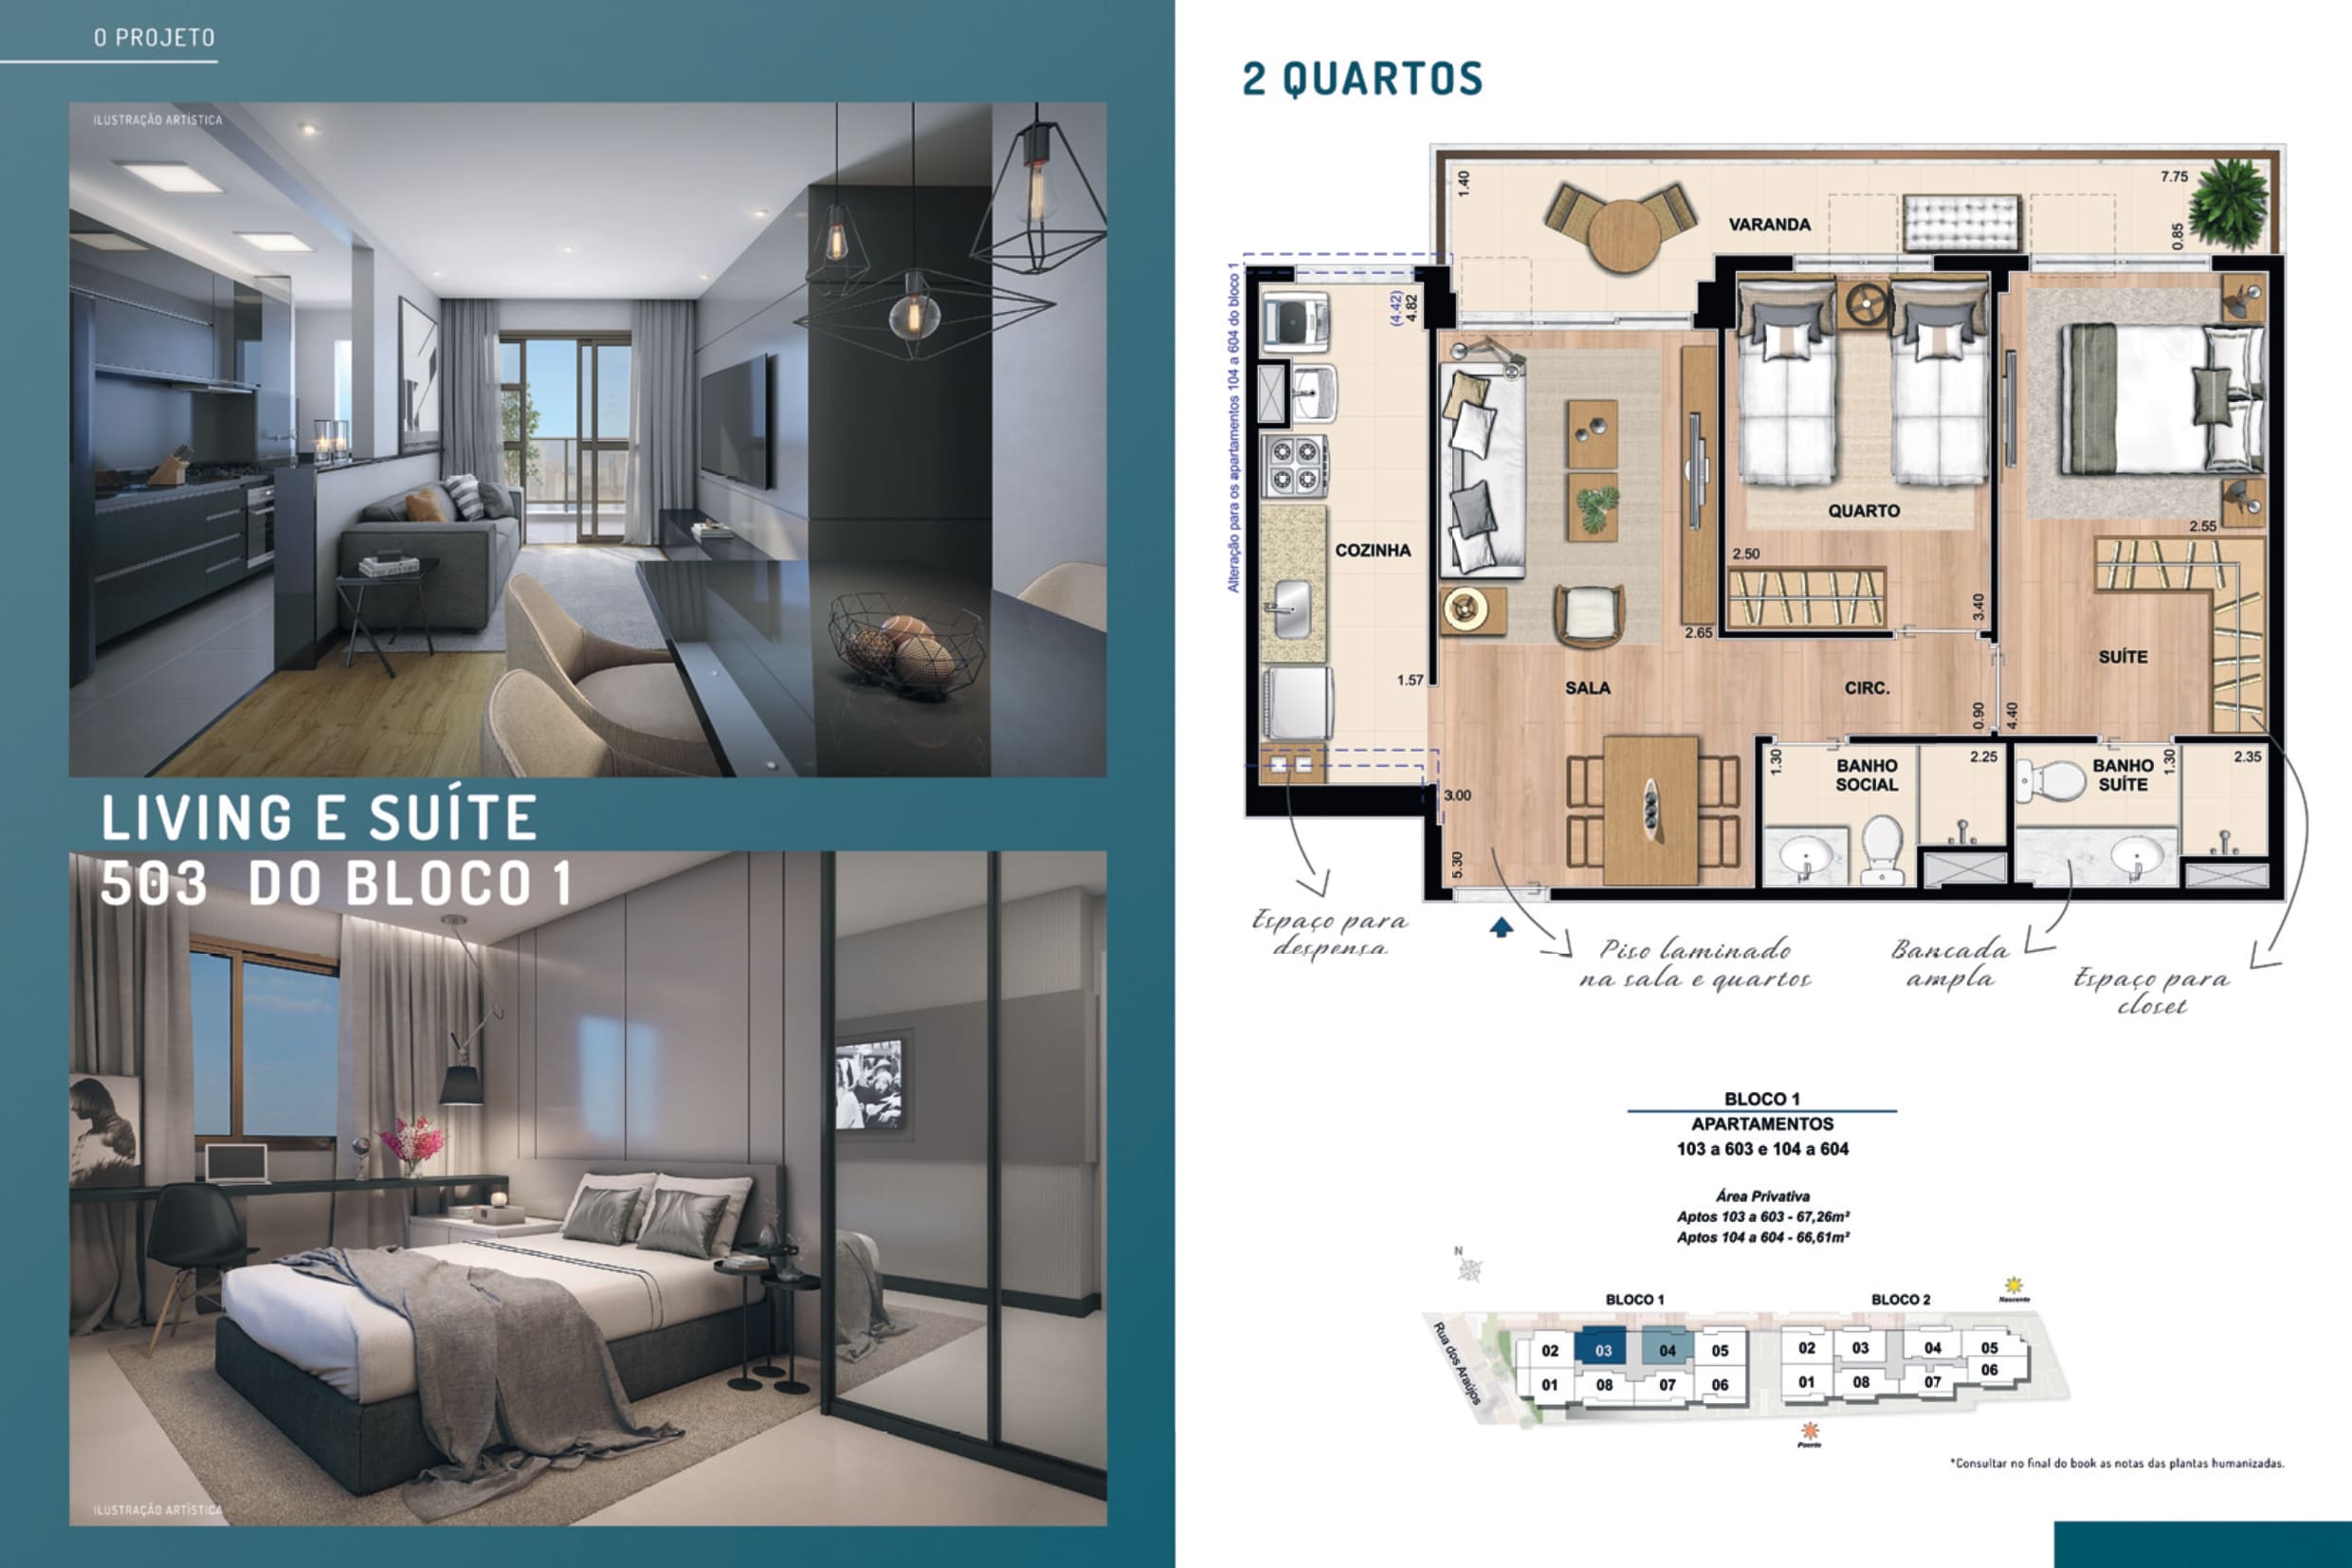 O PROJETO
ILUSTRAÇÃO ARTÍSTICA
LIVING E SUÍTE
503 DO BLOCO 1
ILUSTRAÇÃO ARTÍSTICA
2 QUARTOS
1.40
7.75
0.85
VARANDA
Alteração para os apartamentos 104 a 604 do bloco 1
(4.42)
4.82
COZINHA
1.57
QUARTO
2.50
2.55
3.40
2.65
SALA
CIRC.
SUÍTE
0.90
4.40
3.00
5.30
1.30
BANHO
SOCIAL
2.25
BANHO
SUÍTE
1.30
2.35
Espaço para
despensa
Piso laminado
na sala e quartos
Bancada
ampla
Espaço para
closet
BLOCO 1
APARTAMENTOS
103 a 603 e 104 a 604
Área Privativa
Aptos 103 a 603 - 67,26m²
Aptos 104 a 604 - 66,61m²
N
BLOCO 1
BLOCO 2
Nascente
Rua dos Araújos
02 03 04 05
01 08 07 06
02 03 04 05
06
01 08 07
Poente
*Consultar no final do book as notas das plantas humanizadas.